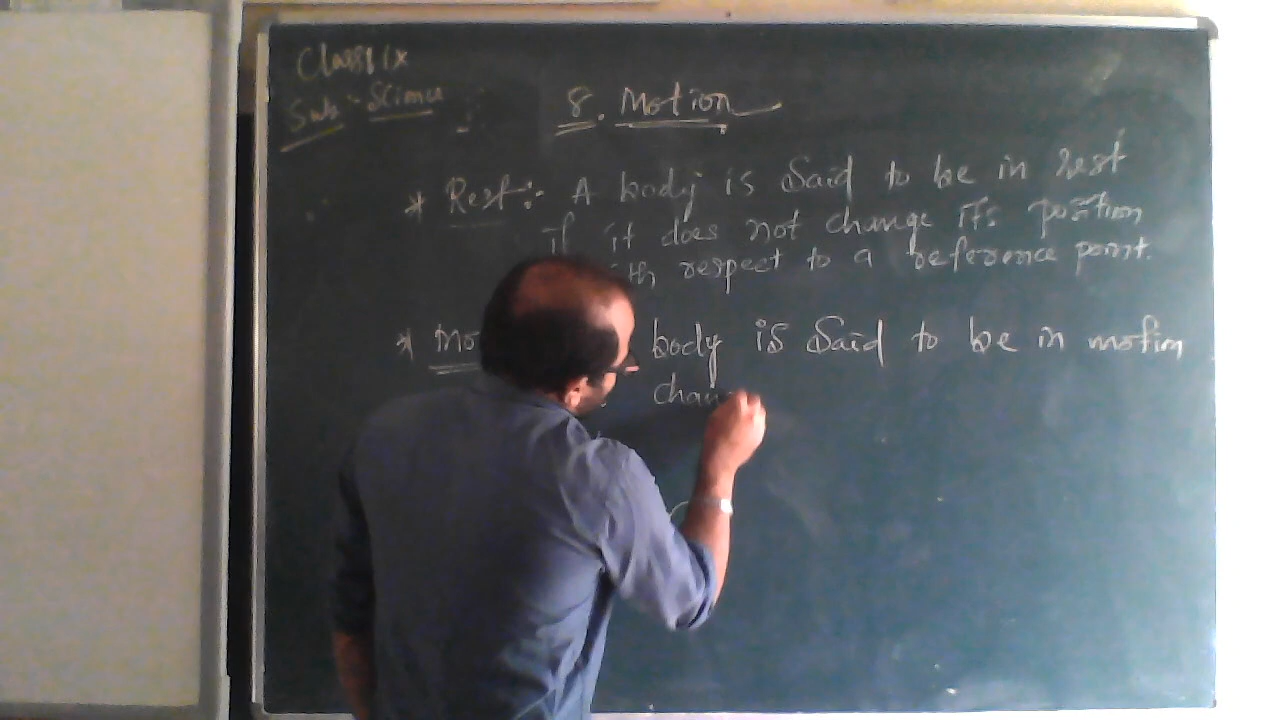 Class IX
Sub :- Science
8. Motion
* Rest :- A body is said to be in rest
if it does not change its position
with respect to a reference point.
* Mo body is said to be in motion
chan